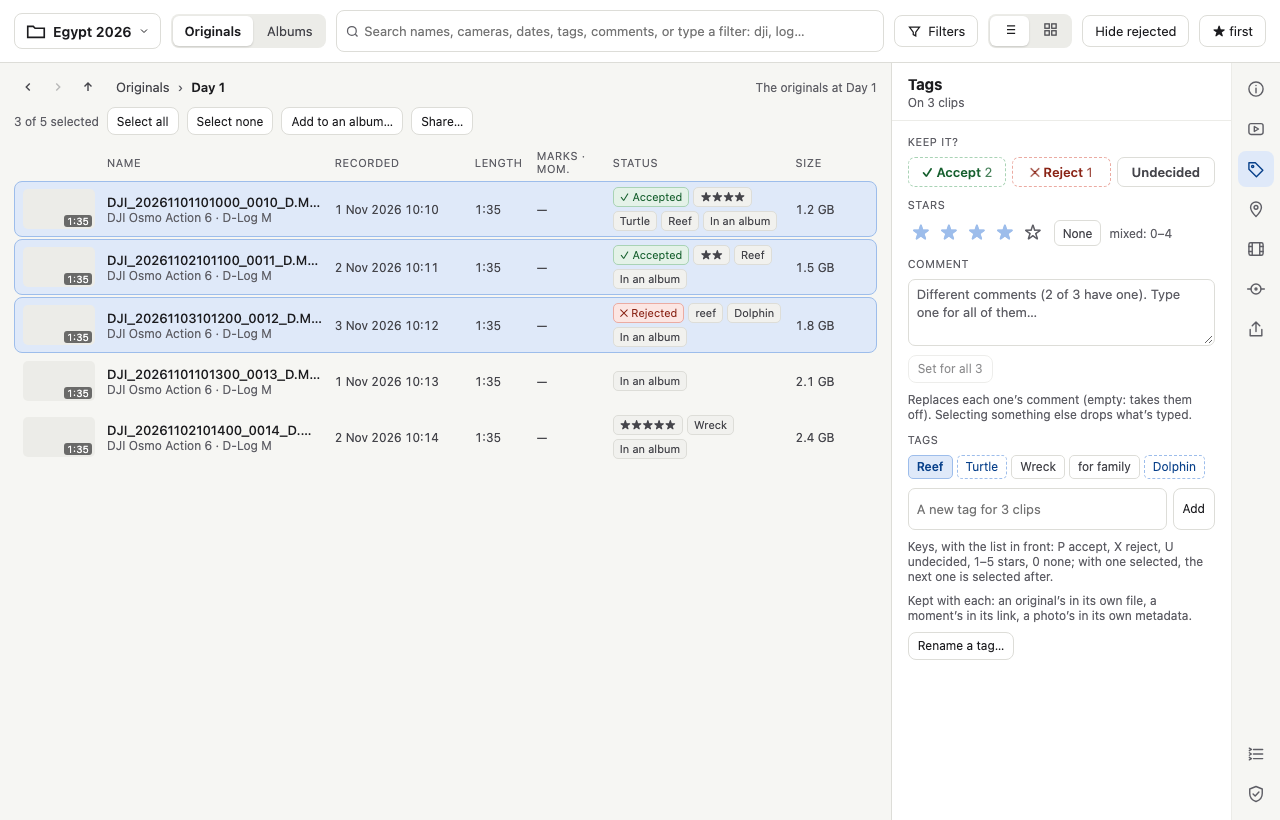 Egypt 2026
Originals
Albums
Search names, cameras, dates, tags, comments, or type a filter: dji, log…
Filters
Hide rejected
★ first
Originals › Day 1
The originals at Day 1
3 of 5 selected
Select all
Select none
Add to an album…
Share…
NAME
RECORDED
LENGTH
MARKS · MOM.
STATUS
SIZE
1:35
DJI_20261101101000_0010_D.M…
DJI Osmo Action 6 · D-Log M
1 Nov 2026 10:10
1:35
—
✓ Accepted
★★★★
Turtle
Reef
In an album
1.2 GB
1:35
DJI_20261102101100_0011_D.M…
DJI Osmo Action 6 · D-Log M
2 Nov 2026 10:11
1:35
—
✓ Accepted
★★
Reef
In an album
1.5 GB
1:35
DJI_20261103101200_0012_D.M…
DJI Osmo Action 6 · D-Log M
3 Nov 2026 10:12
1:35
—
✕ Rejected
reef
Dolphin
In an album
1.8 GB
1:35
DJI_20261101101300_0013_D.M…
DJI Osmo Action 6 · D-Log M
1 Nov 2026 10:13
1:35
—
In an album
2.1 GB
1:35
DJI_20261102101400_0014_D.…
DJI Osmo Action 6 · D-Log M
2 Nov 2026 10:14
1:35
—
★★★★★
Wreck
In an album
2.4 GB
Tags
On 3 clips
KEEP IT?
✓ Accept 2
✕ Reject 1
Undecided
STARS
★ ★ ★ ★ ☆
None
mixed: 0–4
COMMENT
Different comments (2 of 3 have one). Type
one for all of them…
Set for all 3
Replaces each one's comment (empty: takes them
off). Selecting something else drops what's typed.
TAGS
Reef
Turtle
Wreck
for family
Dolphin
A new tag for 3 clips
Add
Keys, with the list in front: P accept, X reject, U
undecided, 1–5 stars, 0 none; with one selected, the
next one is selected after.
Kept with each: an original's in its own file, a
moment's in its link, a photo's in its own metadata.
Rename a tag…